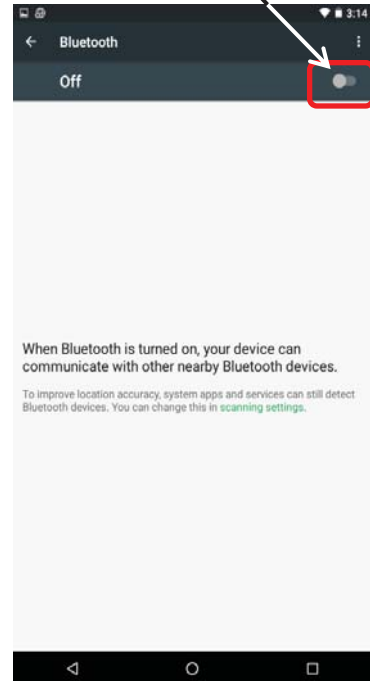 3:14
Bluetooth
Off
When Bluetooth is turned on, your device can
communicate with other nearby Bluetooth devices.
To improve location accuracy, system apps and services can still detect
Bluetooth devices. You can change this in scanning settings.